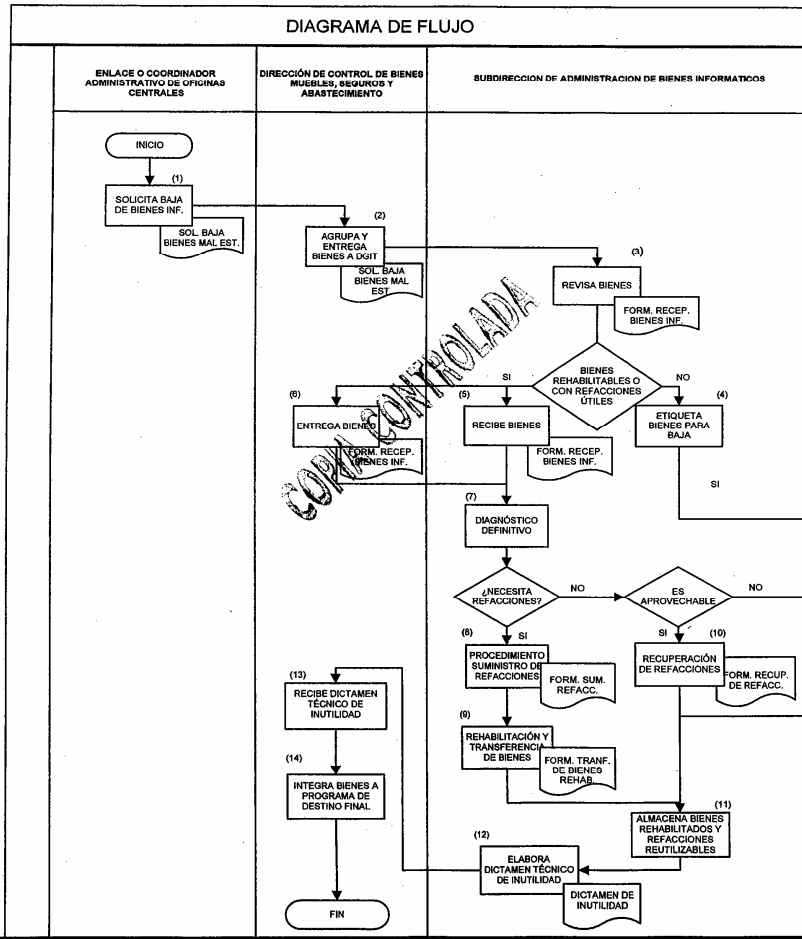 DIAGRAMA DE FLUJO
ENLACE O COORDINADOR
ADMINISTRATIVO DE OFICINAS
CENTRALES
DIRECCIÓN DE CONTROL DE BIENES
MUEBLES, SEGUROS Y
ABASTECIMIENTO
SUBDIRECCION DE ADMINISTRACION DE BIENES INFORMATICOS
INICIO
(1)
SOLICITA BAJA
DE BIENES INF.
SOL. BAJA
BIENES MAL EST.
(2)
AGRUPA Y
ENTREGA
BIENES A DGIT
SOL. BAJA
BIENES MAL
EST.
(3)
REVISA BIENES
FORM. RECEP.
BIENES INF.
BIENES
REHABILITABLES O
CON REFACCIONES
ÚTILES
SI
NO
(6)
ENTREGA BIENES
FORM. RECEP.
BIENES INF.
(5)
RECIBE BIENES
FORM. RECEP.
BIENES INF.
(4)
ETIQUETA
BIENES PARA
BAJA
SI
COPIA CONTROLADA
(7)
DIAGNÓSTICO
DEFINITIVO
¿NECESITA
REFACCIONES?
NO
ES
APROVECHABLE
NO
SI
SI
(8)
PROCEDIMIENTO
SUMINISTRO DE
REFACCIONES
FORM. SUM.
REFACC.
(10)
RECUPERACIÓN
DE REFACCIONES
FORM. RECUP.
DE REFACC.
(9)
REHABILITACIÓN Y
TRANSFERENCIA
DE BIENES
FORM. TRANF.
DE BIENES
REHAB.
(11)
ALMACENA BIENES
REHABILITADOS Y
REFACCIONES
REUTILIZABLES
(12)
ELABORA
DICTAMEN TÉCNICO
DE INUTILIDAD
DICTAMEN DE
INUTILIDAD
(13)
RECIBE DICTAMEN
TÉCNICO DE
INUTILIDAD
(14)
INTEGRA BIENES A
PROGRAMA DE
DESTINO FINAL
FIN